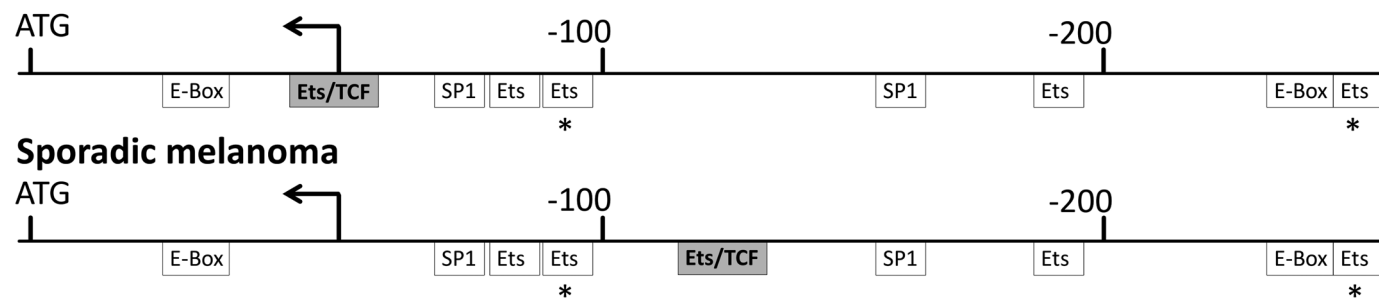 ATG -100 -200
E-Box Ets/TCF SP1 Ets Ets SP1 Ets E-Box Ets
* *
Sporadic melanoma
ATG -100 -200
E-Box SP1 Ets Ets Ets/TCF SP1 Ets E-Box Ets
* *